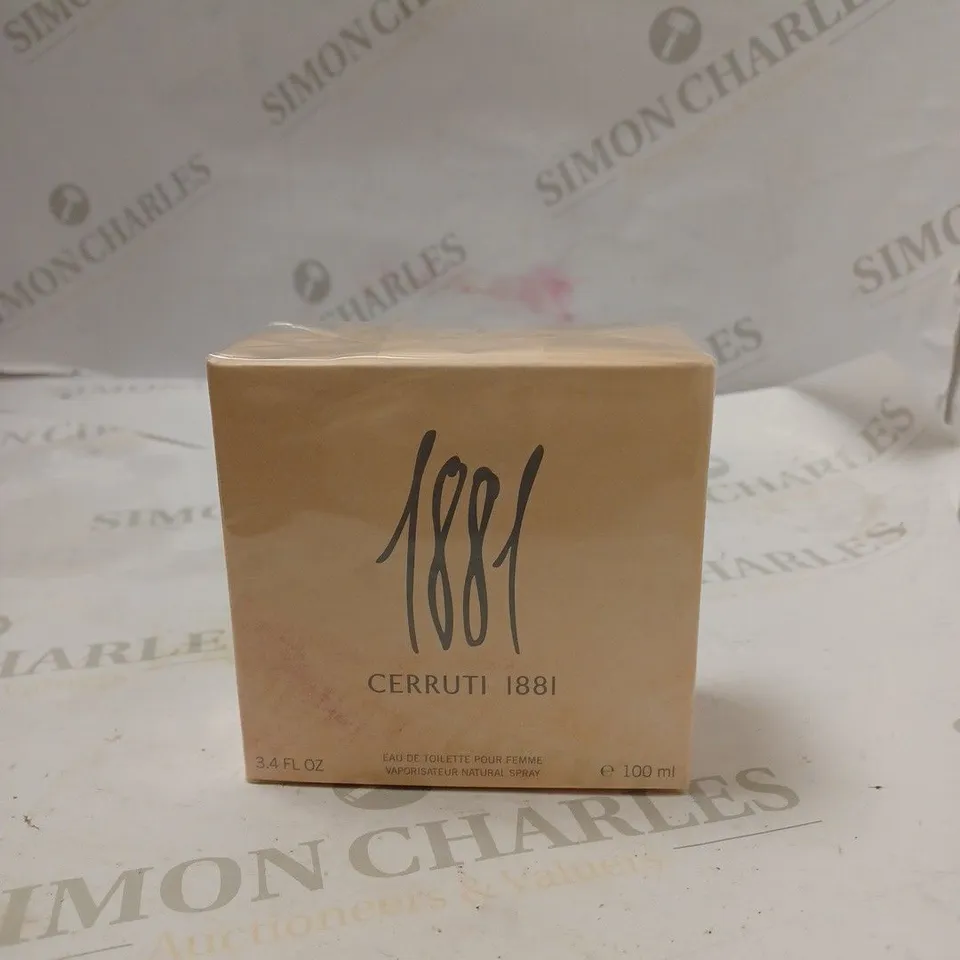 SIMON CHARLES
SIMON CHARLES
SIMON CHARLES
SIMON CHARLES
1881
CERRUTI 1881
EAU DE TOILETTE POUR FEMME
3.4 FL OZ
VAPORISATEUR NATURAL SPRAY
℮ 100 ml
SIMON CHARLES
Auctioneers & Valuers